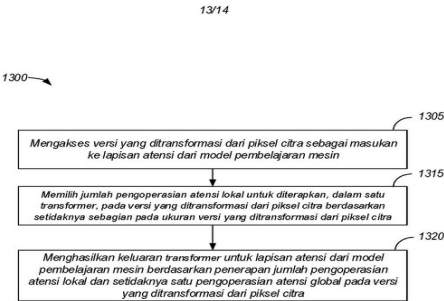 13/14
1300
1305
Mengakses versi yang ditransformasi dari piksel citra sebagai masukan
ke lapisan atensi dari model pembelajaran mesin
1315
Memilih jumlah pengoperasian atensi lokal untuk diterapkan, dalam satu
transformer, pada versi yang ditransformasi dari piksel citra berdasarkan
setidaknya sebagian pada ukuran versi yang ditransformasi dari piksel citra
1320
Menghasilkan keluaran transformer untuk lapisan atensi dari model
pembelajaran mesin berdasarkan penerapan jumlah pengoperasian
atensi lokal dan setidaknya satu pengoperasian atensi global pada versi
yang ditransformasi dari piksel citra